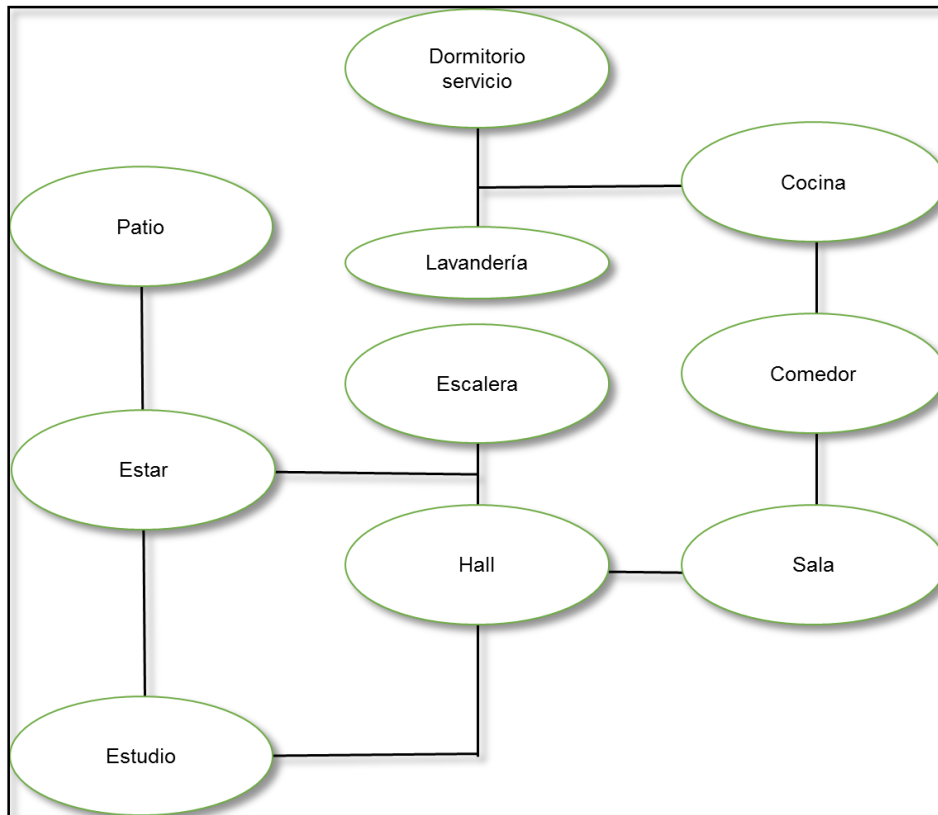 Dormitorio
servicio
Cocina
Patio
Lavandería
Escalera
Comedor
Estar
Hall
Sala
Estudio